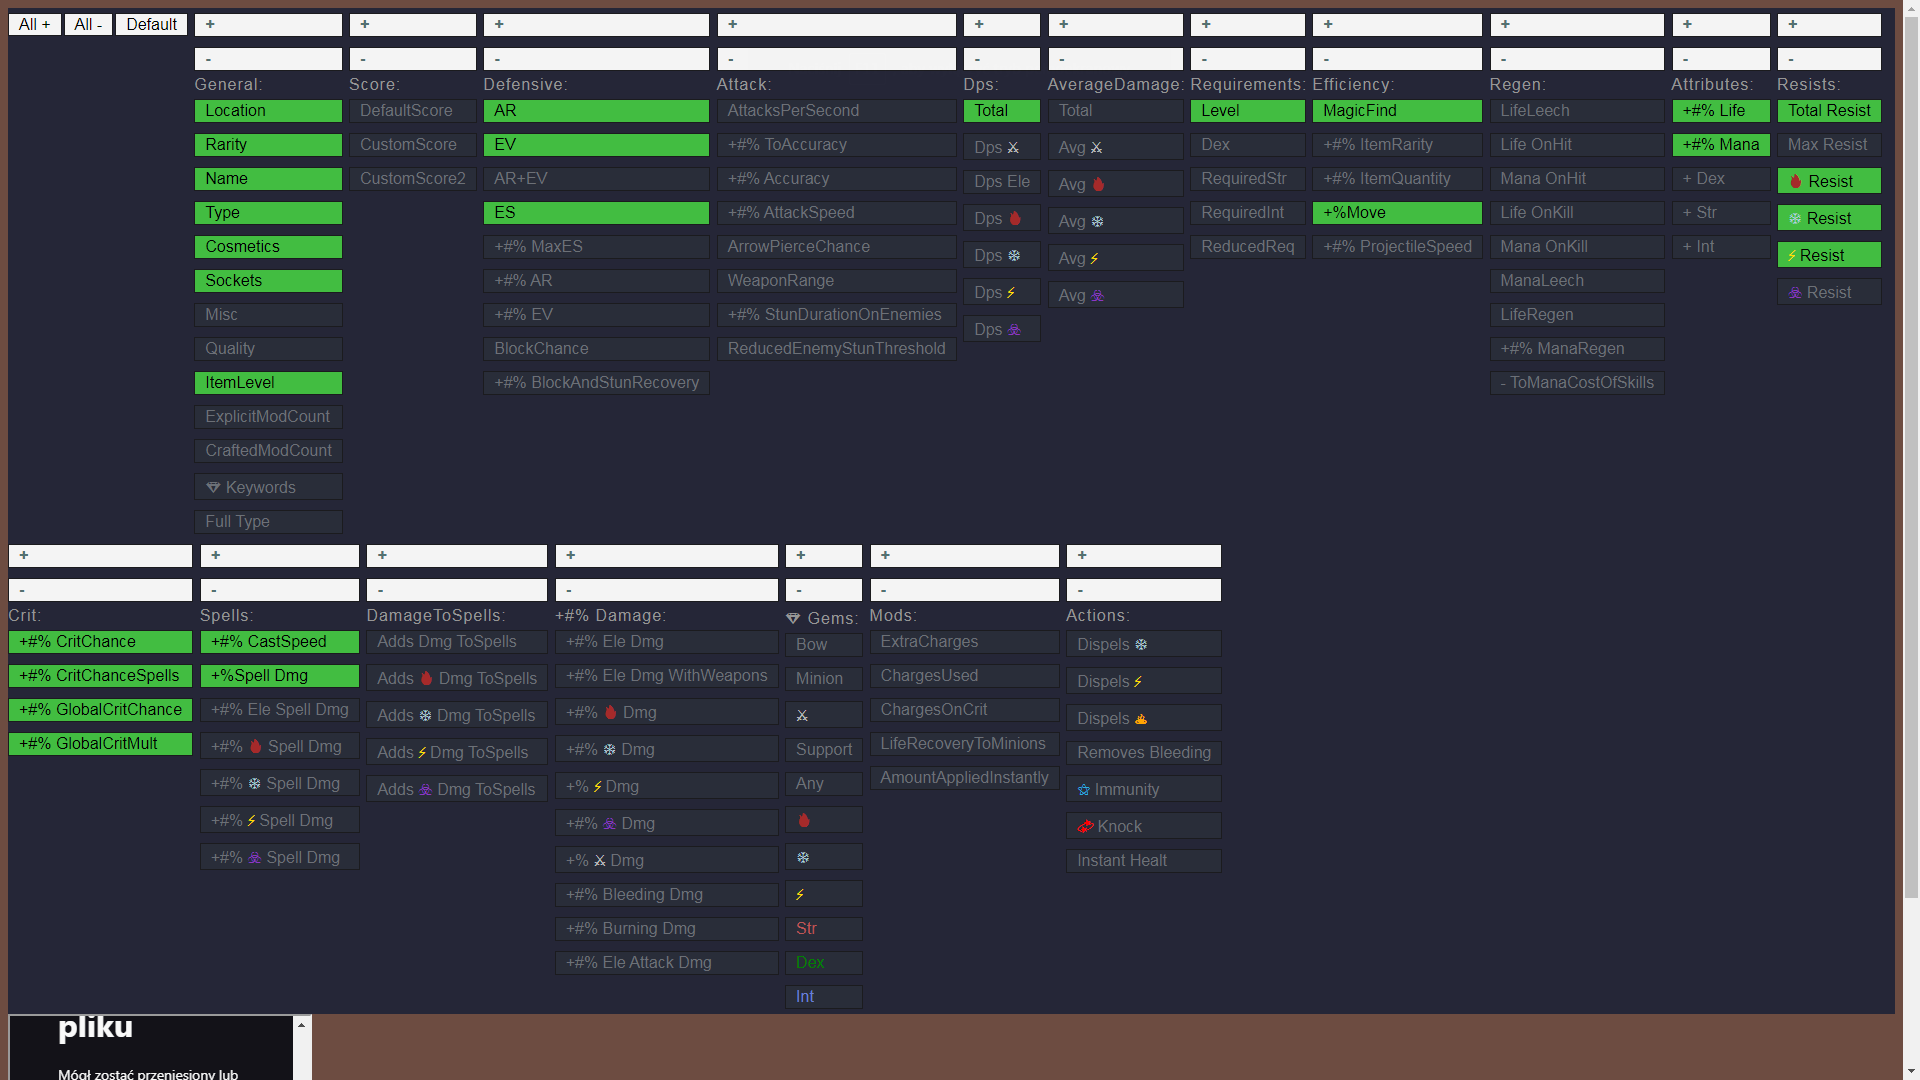 All +
All -
Default
+
-
General:
Location
Rarity
Name
Type
Cosmetics
Sockets
Misc
Quality
ItemLevel
ExplicitModCount
CraftedModCount
Keywords
Full Type
+
-
Score:
DefaultScore
CustomScore
CustomScore2
+
-
Defensive:
AR
EV
AR+EV
ES
+#% MaxES
+#% AR
+#% EV
BlockChance
+#% BlockAndStunRecovery
+
-
Attack:
AttacksPerSecond
+#% ToAccuracy
+#% Accuracy
+#% AttackSpeed
ArrowPierceChance
WeaponRange
+#% StunDurationOnEnemies
ReducedEnemyStunThreshold
+
-
Dps:
Total
Dps
Dps Ele
Dps
Dps
Dps
Dps
+
-
AverageDamage:
Total
Avg
Avg
Avg
Avg
Avg
+
-
Requirements:
Level
Dex
RequiredStr
RequiredInt
ReducedReq
+
-
Efficiency:
MagicFind
+#% ItemRarity
+#% ItemQuantity
+%Move
+#% ProjectileSpeed
+
-
Regen:
LifeLeech
Life OnHit
Mana OnHit
Life OnKill
Mana OnKill
ManaLeech
LifeRegen
+#% ManaRegen
- ToManaCostOfSkills
+
-
Attributes:
+#% Life
+#% Mana
+ Dex
+ Str
+ Int
+
-
Resists:
Total Resist
Max Resist
Resist
Resist
Resist
Resist
+
-
Crit:
+#% CritChance
+#% CritChanceSpells
+#% GlobalCritChance
+#% GlobalCritMult
+
-
Spells:
+#% CastSpeed
+%Spell Dmg
+#% Ele Spell Dmg
+#% Spell Dmg
+#% Spell Dmg
+#% Spell Dmg
+#% Spell Dmg
+
-
DamageToSpells:
Adds Dmg ToSpells
Adds Dmg ToSpells
Adds Dmg ToSpells
Adds Dmg ToSpells
Adds Dmg ToSpells
+
-
+#% Damage:
+#% Ele Dmg
+#% Ele Dmg WithWeapons
+#% Dmg
+#% Dmg
+% Dmg
+#% Dmg
+% Dmg
+#% Bleeding Dmg
+#% Burning Dmg
+#% Ele Attack Dmg
+
-
Gems:
Bow
Minion
Support
Any
Str
Dex
Int
+
-
Mods:
ExtraCharges
ChargesUsed
ChargesOnCrit
LifeRecoveryToMinions
AmountAppliedInstantly
+
-
Actions:
Dispels
Dispels
Dispels
Removes Bleeding
Immunity
Knock
Instant Healt
pliku
Mógł zostać przeniesiony lub